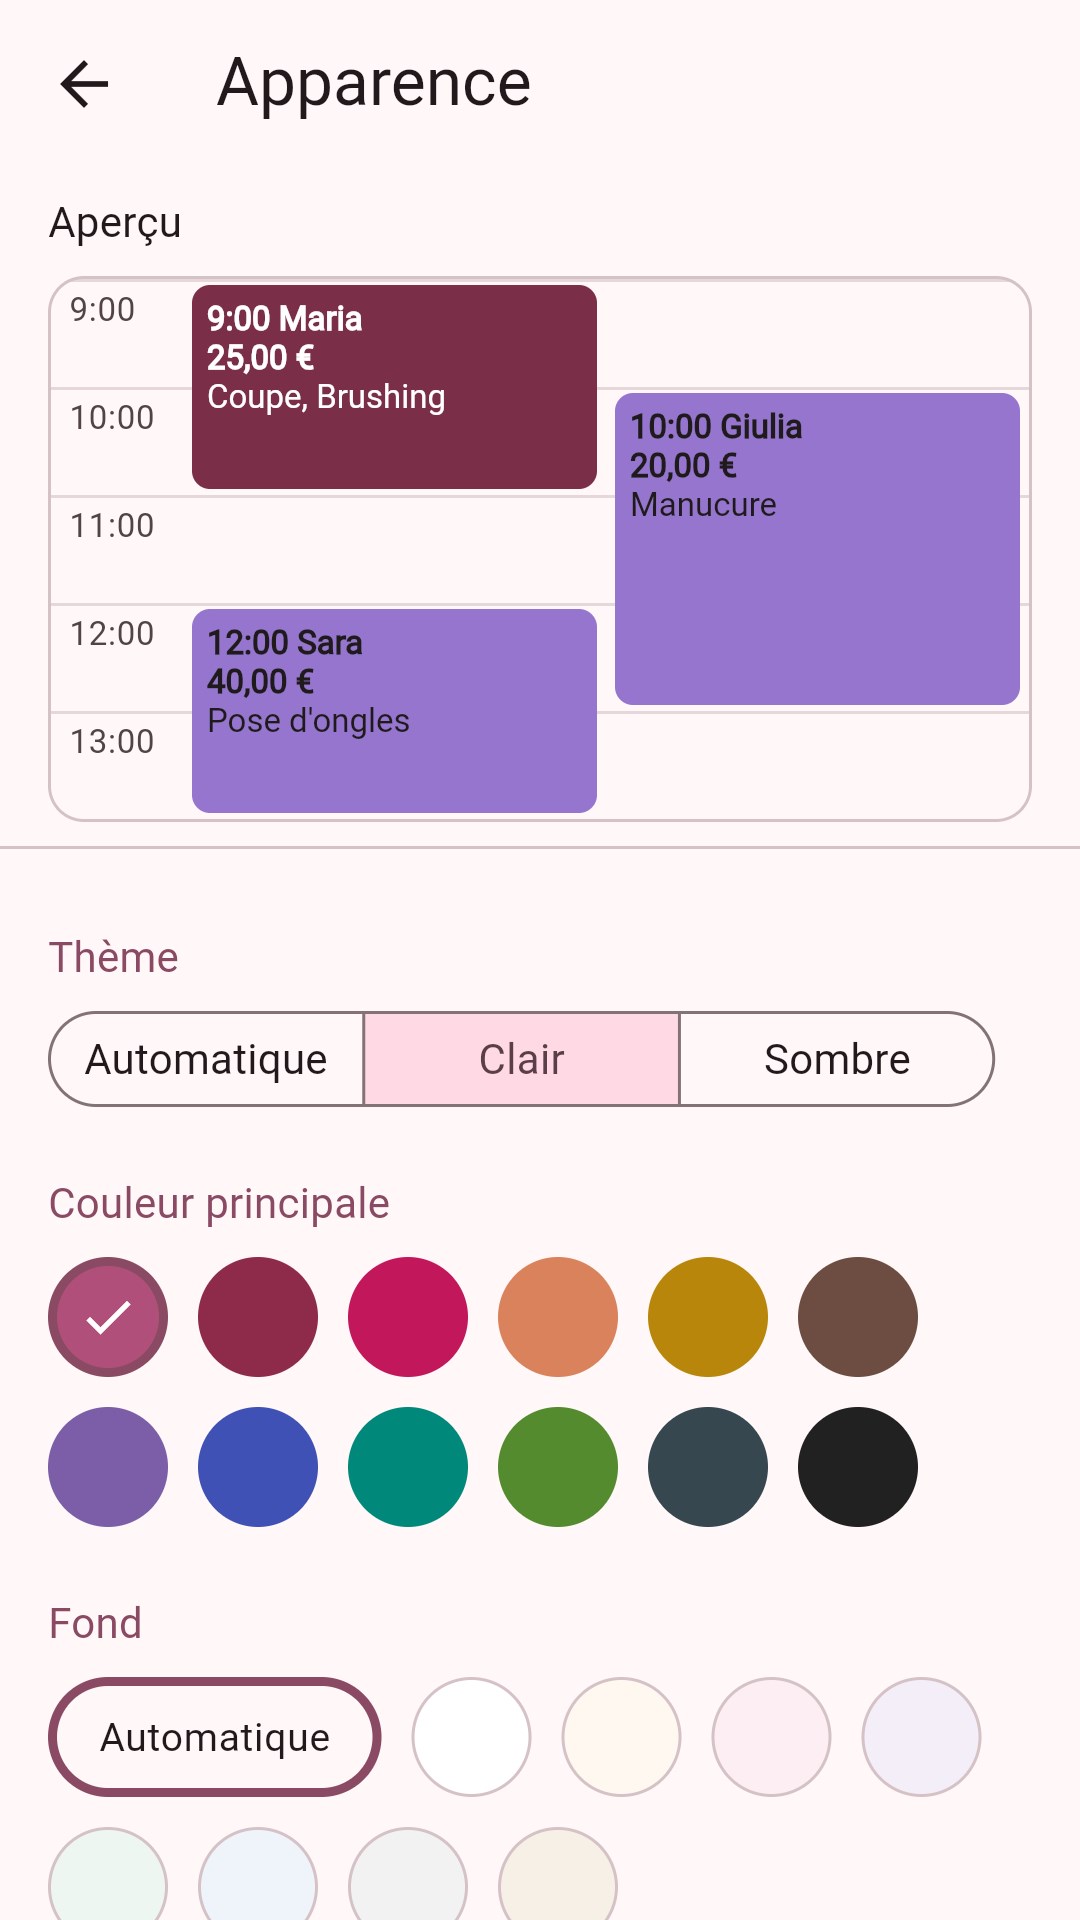 Apparence
Aperçu
9:00
9:00 Maria
25,00 €
Coupe, Brushing
10:00
10:00 Giulia
20,00 €
Manucure
11:00
12:00
12:00 Sara
40,00 €
Pose d'ongles
13:00
Thème
Automatique
Clair
Sombre
Couleur principale
Fond
Automatique